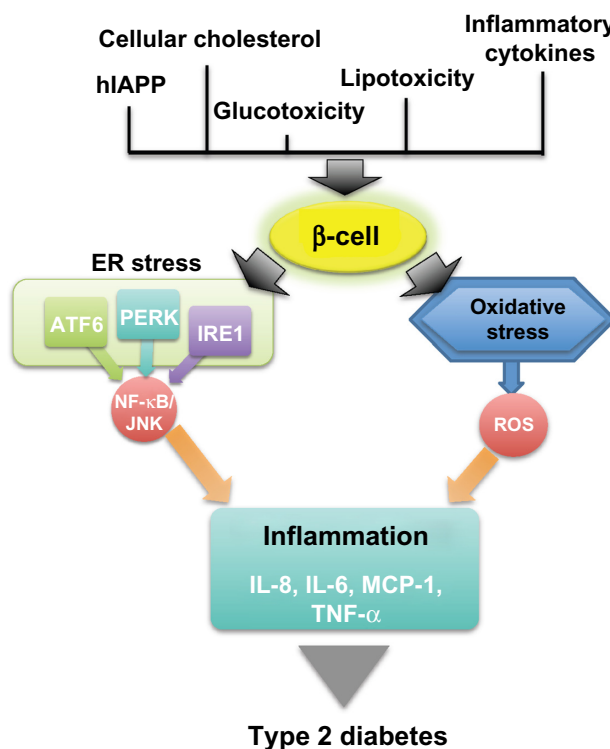 Inflammatory
cytokines
Cellular cholesterol
Lipotoxicity
hIAPP
Glucotoxicity
β-cell
ER stress
ATF6
PERK
IRE1
Oxidative
stress
NF-κB/
JNK
ROS
Inflammation
IL-8, IL-6, MCP-1,
TNF-α
Type 2 diabetes